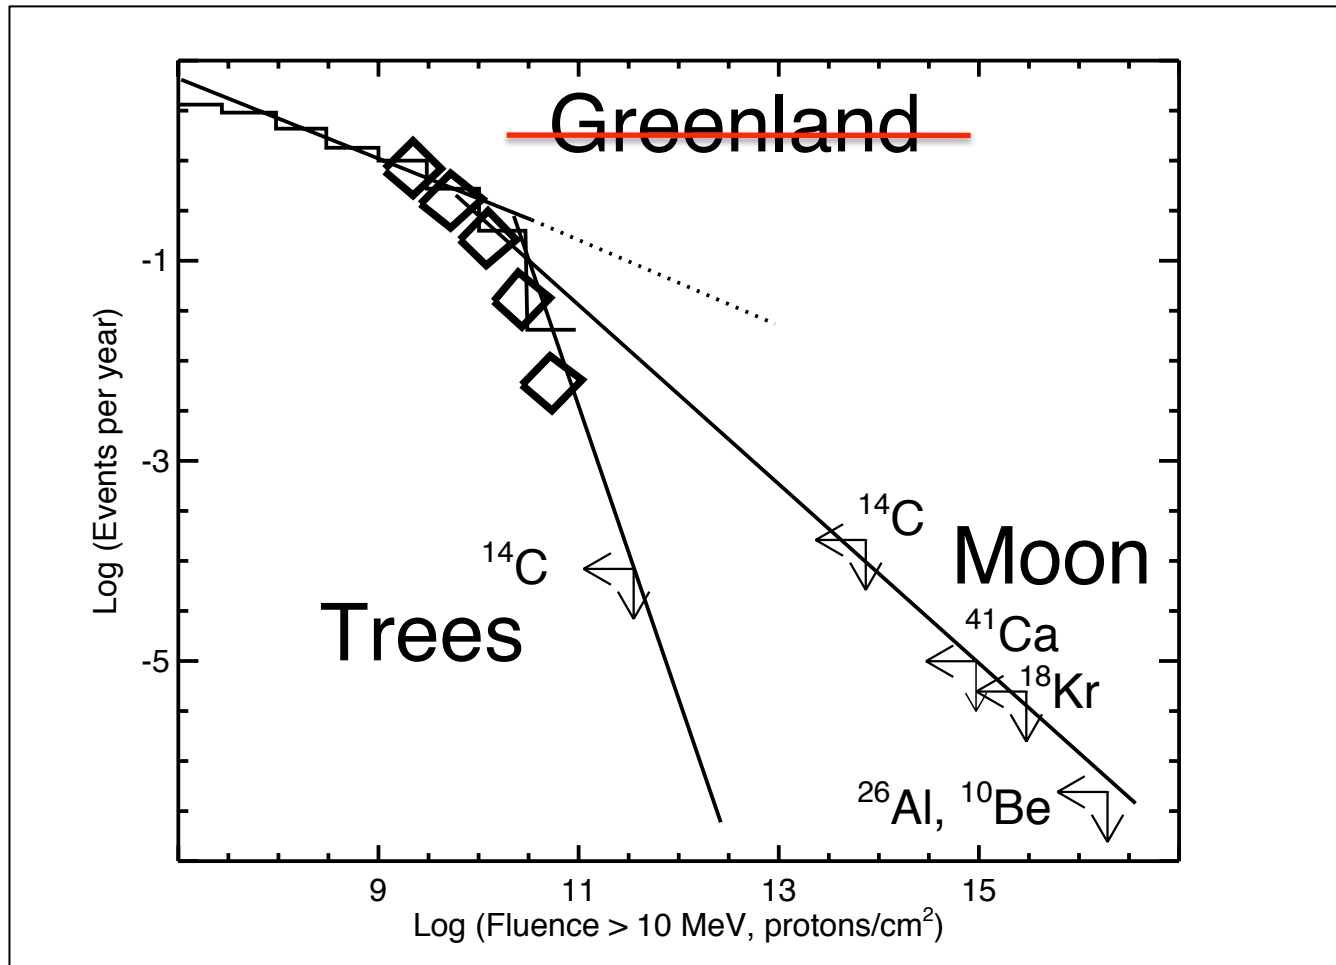 Greenland
-1
Log (Events per year)
-3
¹⁴C
Moon
¹⁴C
⁴¹Ca
Trees
-5
¹⁸Kr
²⁶Al, ¹⁰Be
9 11 13 15
Log (Fluence > 10 MeV, protons/cm²)